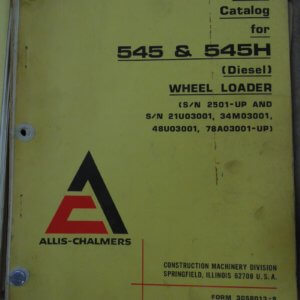 Catalog
for
545 & 545H
(Diesel)
WHEEL LOADER
(S/N 2501-UP AND
S/N 21U03001, 34M03001,
48U03001, 78A03001-UP)
ALLIS-CHALMERS
CONSTRUCTION MACHINERY DIVISION
SPRINGFIELD, ILLINOIS 62708 U.S.A.
FORM